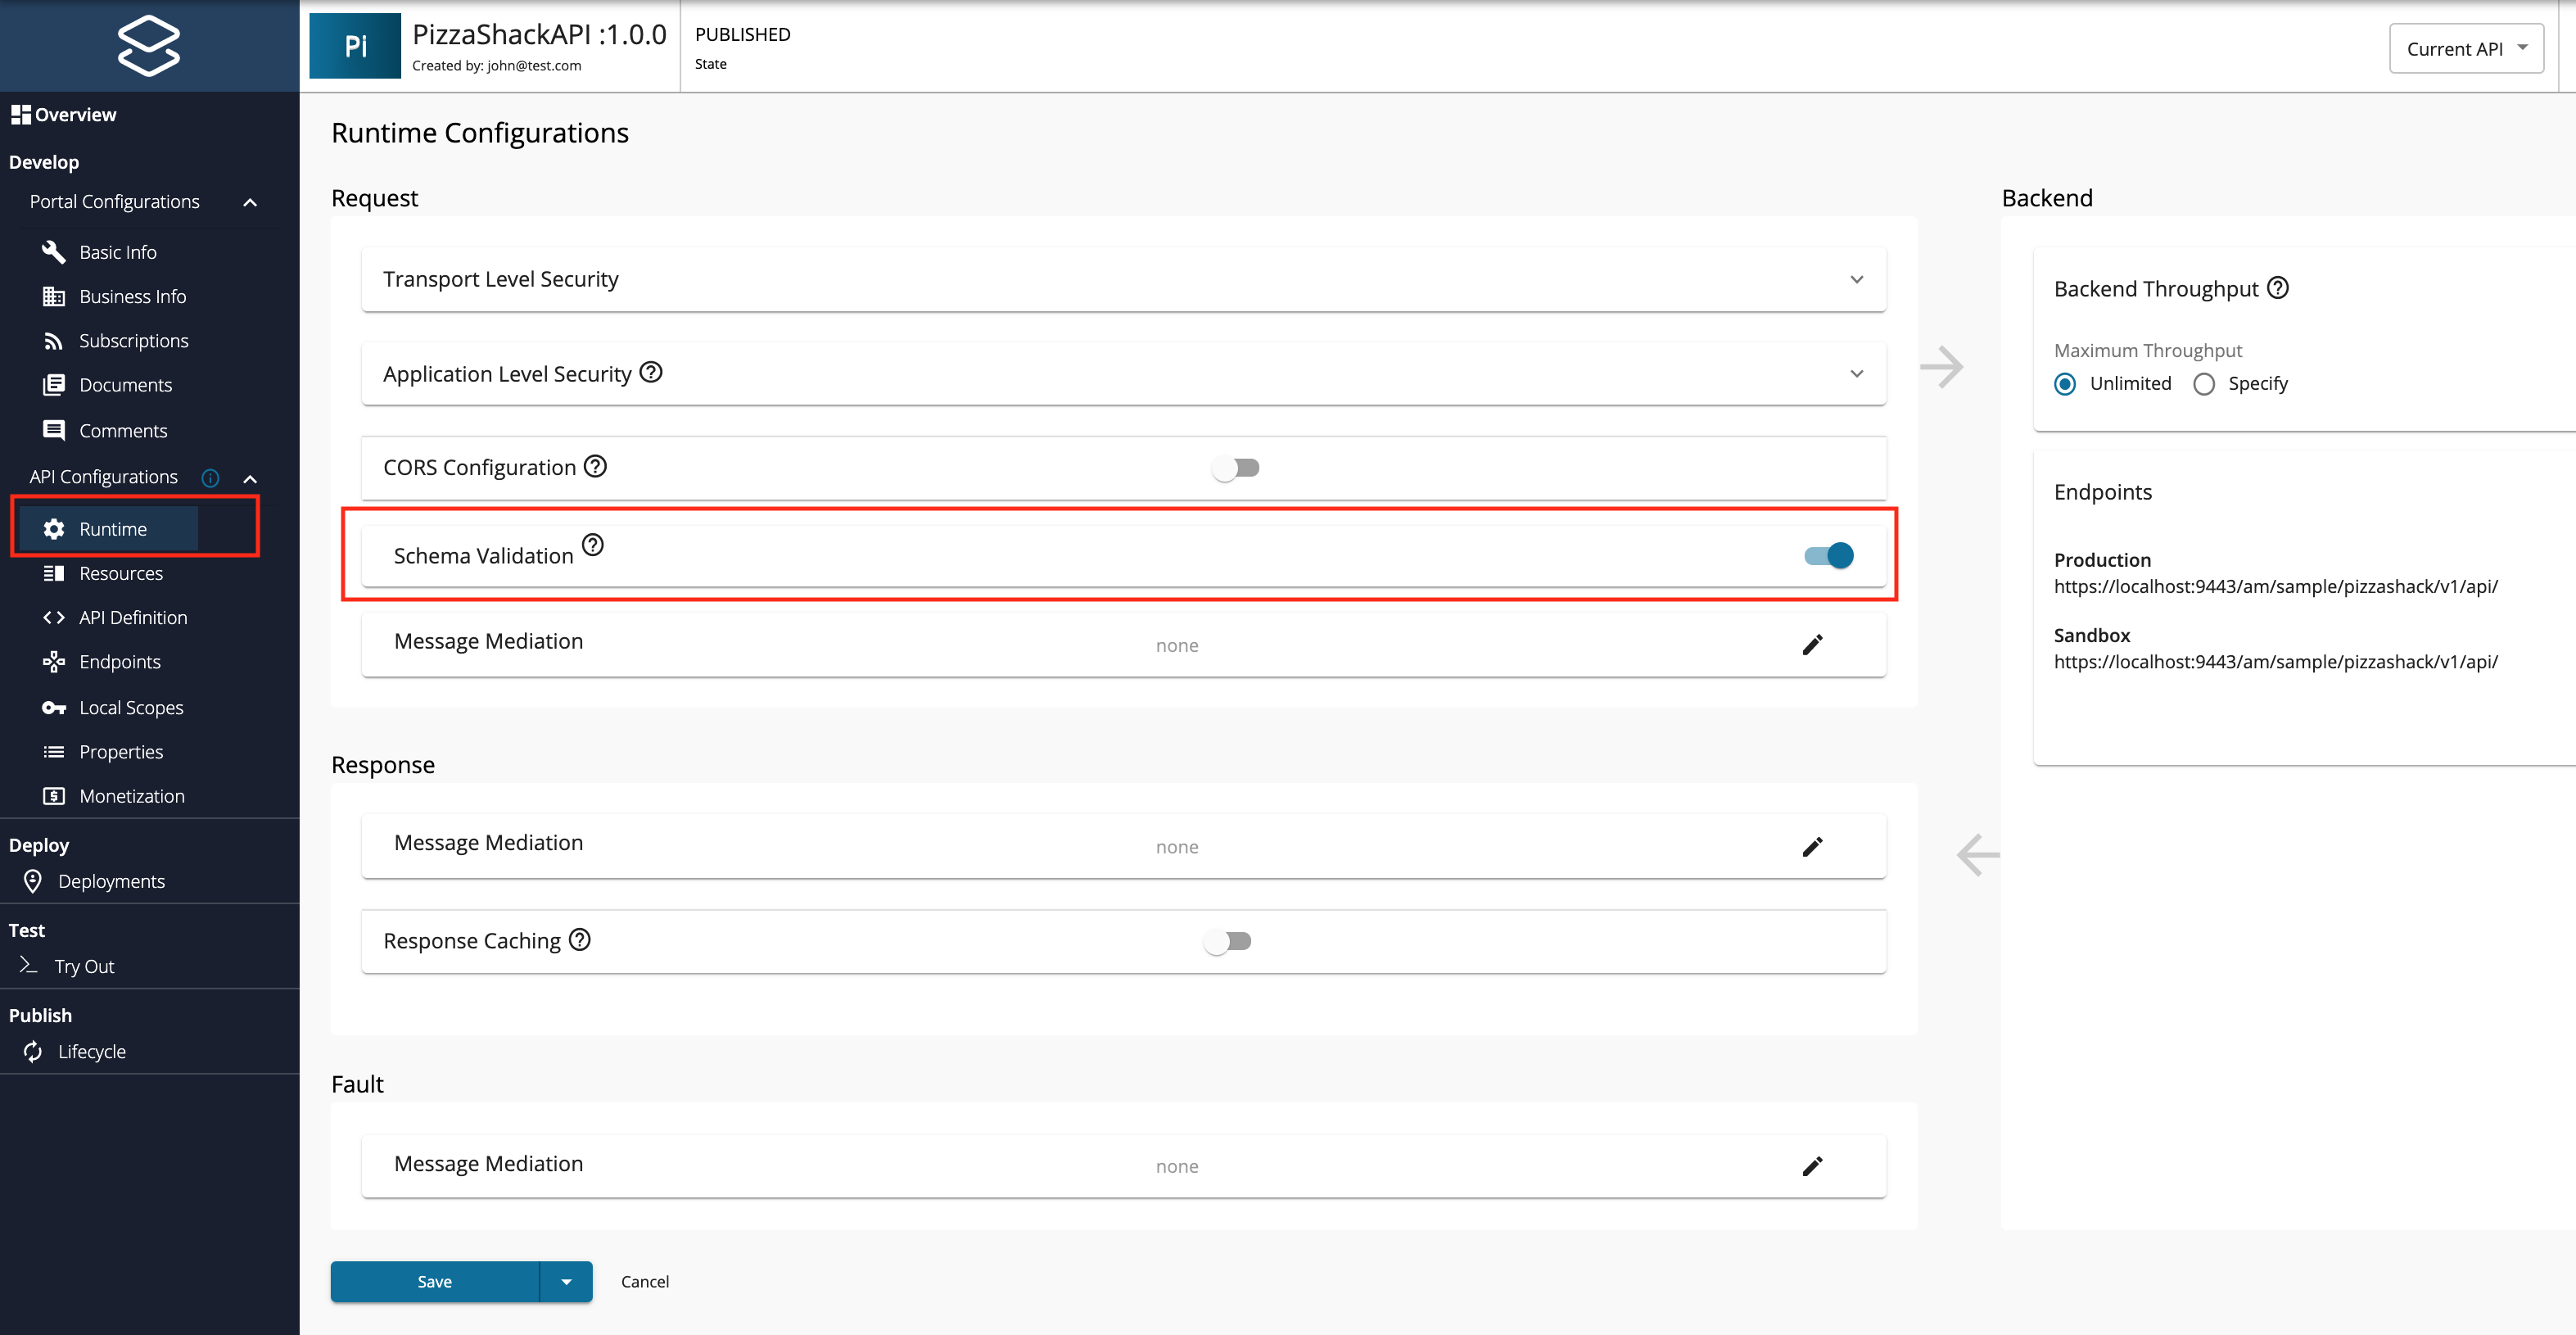 Pi
PizzaShackAPI :1.0.0
Created by: john@test.com
PUBLISHED
State
Current API
Overview
Develop
Portal Configurations
Basic Info
Business Info
Subscriptions
Documents
Comments
API Configurations
Runtime
Resources
API Definition
Endpoints
Local Scopes
Properties
Monetization
Deploy
Deployments
Test
Try Out
Publish
Lifecycle
Runtime Configurations
Request
Transport Level Security
Application Level Security
CORS Configuration
Schema Validation
Message Mediation none
Response
Message Mediation none
Response Caching
Fault
Message Mediation none
Save
Cancel
Backend
Backend Throughput
Maximum Throughput
Unlimited Specify
Endpoints
Production
https://localhost:9443/am/sample/pizzashack/v1/api/
Sandbox
https://localhost:9443/am/sample/pizzashack/v1/api/